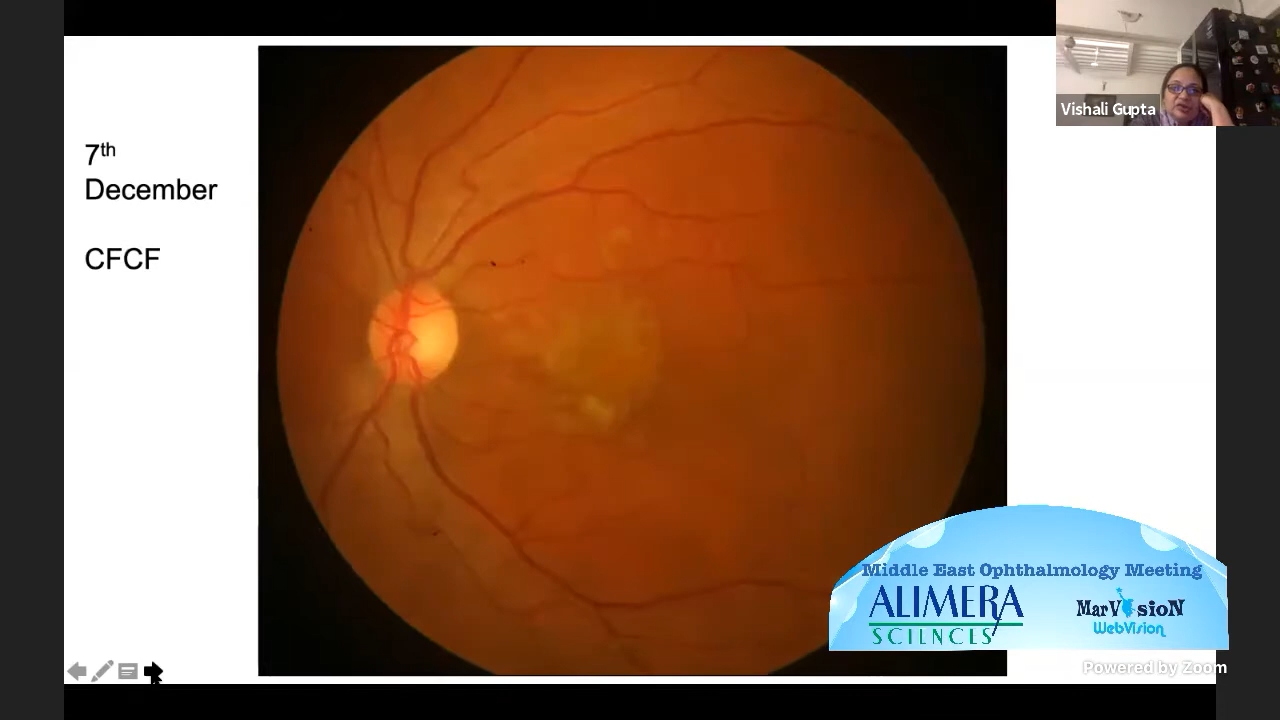 7th
December
CFCF
Vishali Gupta
Middle East Ophthalmology Meeting
ALIMERA
SCIENCES
MarVision
WebVision
Powered by Zoom